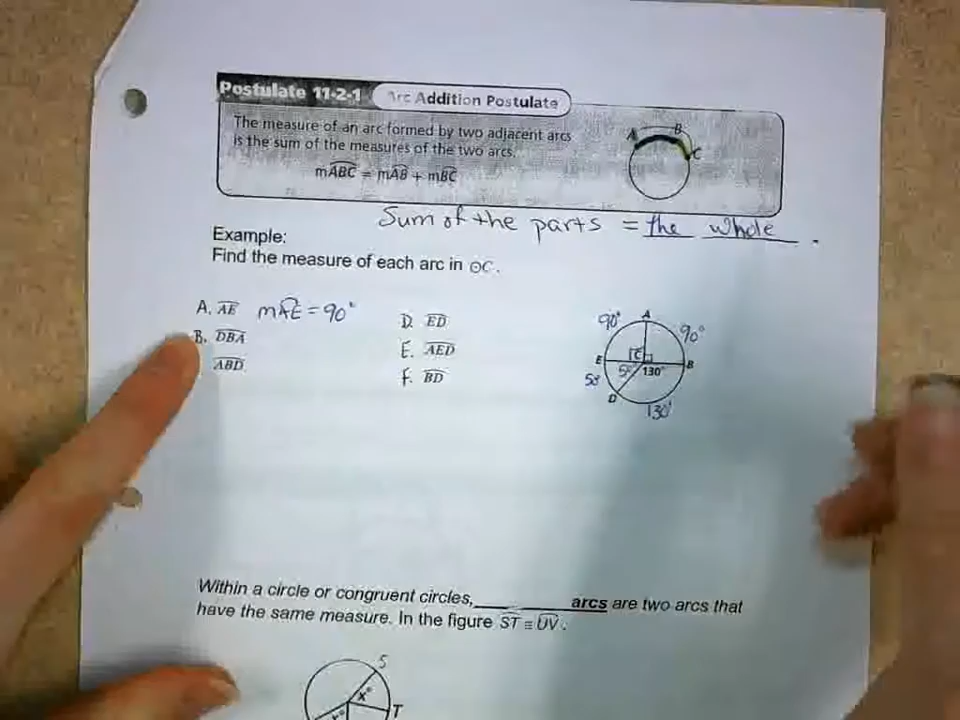 Postulate 11-2-1 Arc Addition Postulate
The measure of an arc formed by two adjacent arcs
is the sum of the measures of the two arcs.
mABC = mAB + mBC
A B C
Sum of the parts = the whole.
Example:
Find the measure of each arc in ⊙C.
A. AE mAE = 90°
B. DBA
ABD
D. ED
E. AED
F. BD
90° A 90°
E C B
50° 130°
D 130°
Within a circle or congruent circles,__________arcs are two arcs that
have the same measure. In the figure ST ≅ UV.
S
x°
T